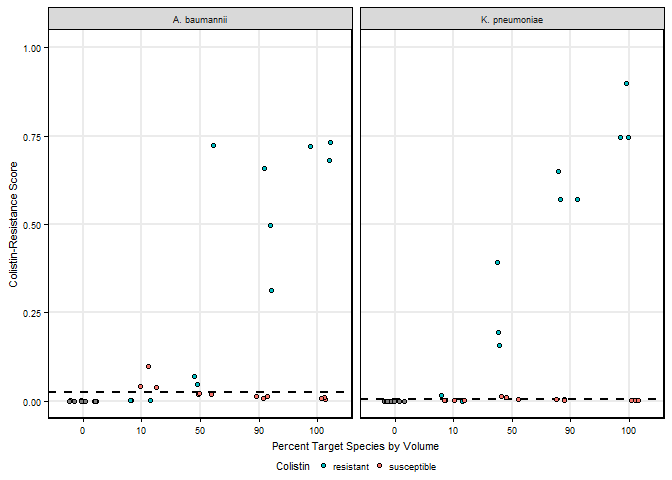 A. baumannii
K. pneumoniae
Colistin-Resistance Score
1.00
0.75
0.50
0.25
0.00
0 10 50 90 100
0 10 50 90 100
Percent Target Species by Volume
Colistin resistant susceptible